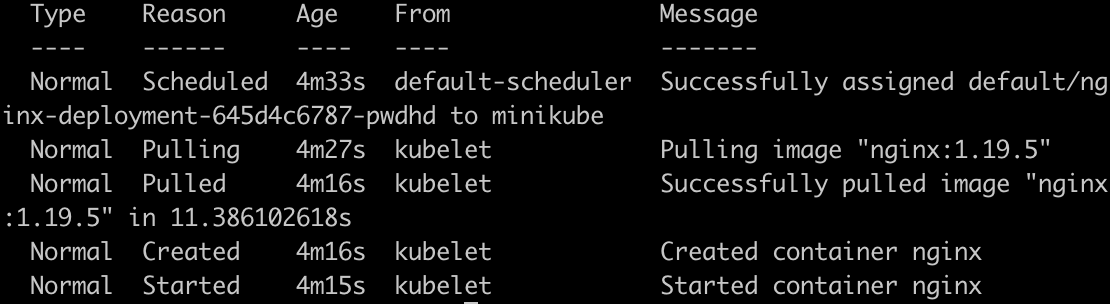 Type    Reason     Age    From               Message
----    ------     ----   ----               -------
Normal  Scheduled  4m33s  default-scheduler  Successfully assigned default/ng
inx-deployment-645d4c6787-pwdhd to minikube
Normal  Pulling    4m27s  kubelet            Pulling image "nginx:1.19.5"
Normal  Pulled     4m16s  kubelet            Successfully pulled image "nginx
:1.19.5" in 11.386102618s
Normal  Created    4m16s  kubelet            Created container nginx
Normal  Started    4m15s  kubelet            Started container nginx